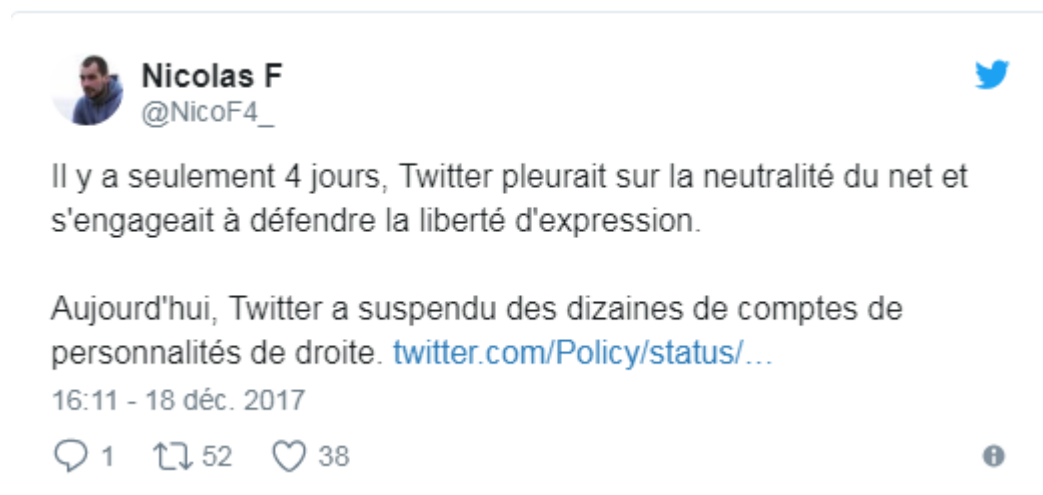 Nicolas F
@NicoF4_
Il y a seulement 4 jours, Twitter pleurait sur la neutralité du net et
s'engageait à défendre la liberté d'expression.
Aujourd'hui, Twitter a suspendu des dizaines de comptes de
personnalités de droite. twitter.com/Policy/status/…
16:11 - 18 déc. 2017
1 52 38